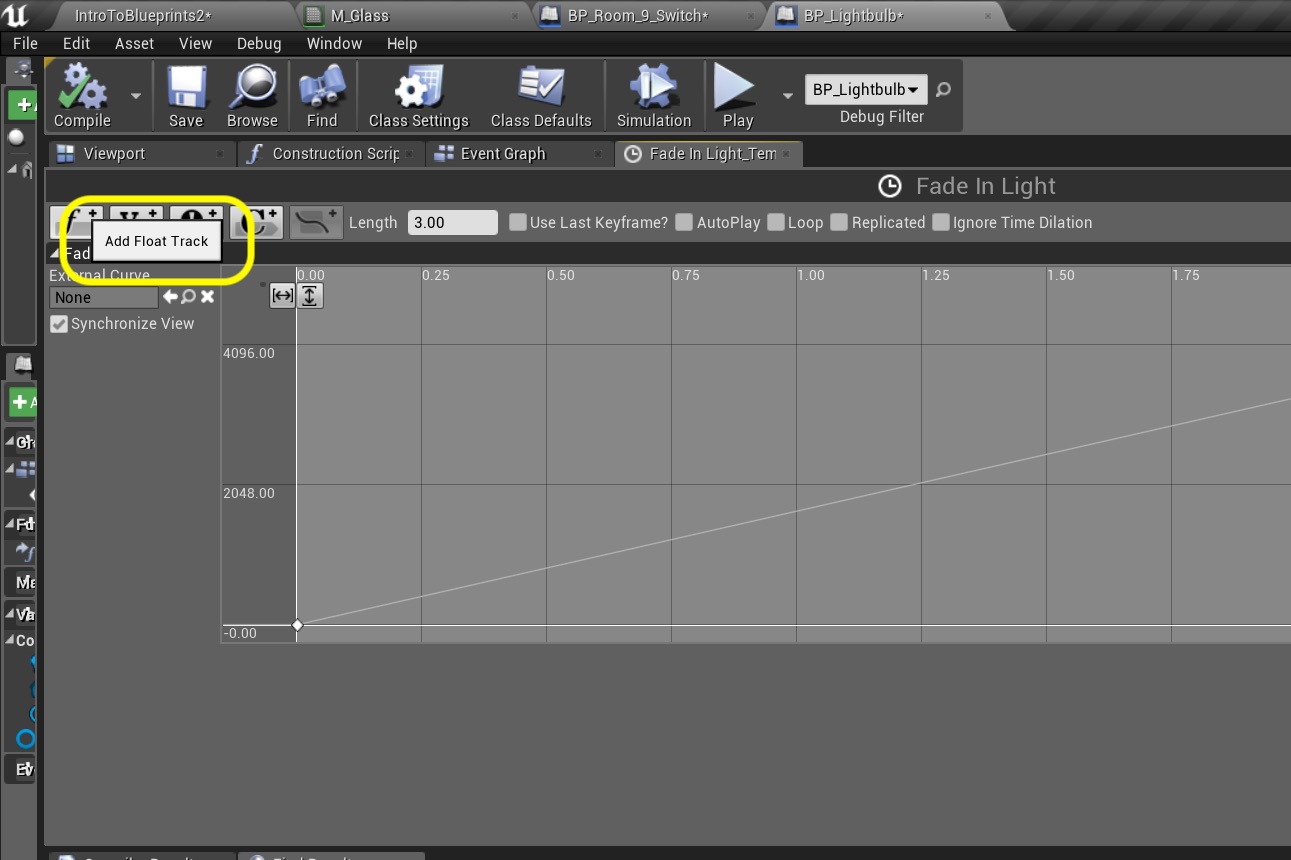 IntroToBlueprints2* M_Glass BP_Room_9_Switch* BP_Lightbulb*
File Edit Asset View Debug Window Help
Compile Save Browse Find Class Settings Class Defaults Simulation Play
BP_Lightbulb
Debug Filter
Viewport Construction Scrip Event Graph Fade In Light_Tem
Fade In Light
Length 3.00 Use Last Keyframe? AutoPlay Loop Replicated Ignore Time Dilation
Add Float Track
Fad
External Curve
None
Synchronize View
0.00 0.25 0.50 0.75 1.00 1.25 1.50 1.75
4096.00
2048.00
-0.00
Co